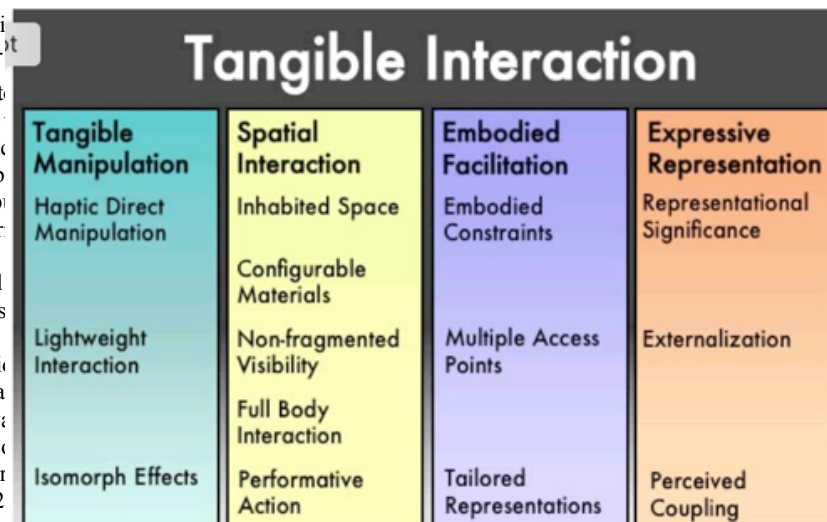 Tangible Interaction
Tangible
Manipulation
Haptic Direct
Manipulation
Lightweight
Interaction
Isomorph Effects
Spatial
Interaction
Inhabited Space
Configurable
Materials
Non-fragmented
Visibility
Full Body
Interaction
Performative
Action
Embodied
Facilitation
Embodied
Constraints
Multiple Access
Points
Tailored
Representations
Expressive
Representation
Representational
Significance
Externalization
Perceived
Coupling